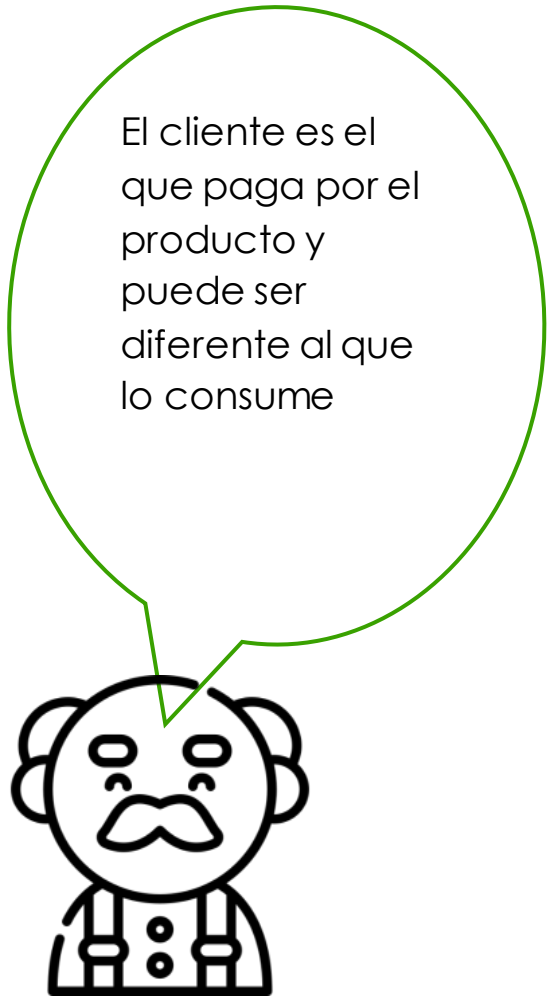 El cliente es el
que paga por el
producto y
puede ser
diferente al que
lo consume